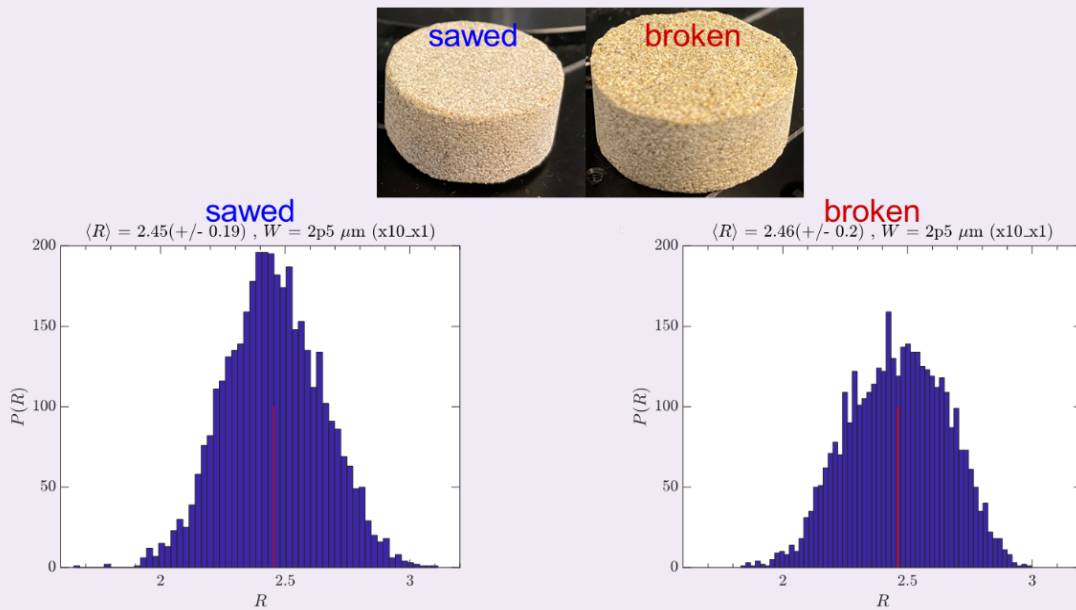 sawed
broken
sawed
⟨R⟩ = 2.45(+/- 0.19) , W = 2p5 μm (x10_x1)
200
150
100
50
0
P(R)
2
2.5
3
R
broken
⟨R⟩ = 2.46(+/- 0.2) , W = 2p5 μm (x10_x1)
200
150
100
50
0
P(R)
2
2.5
3
R